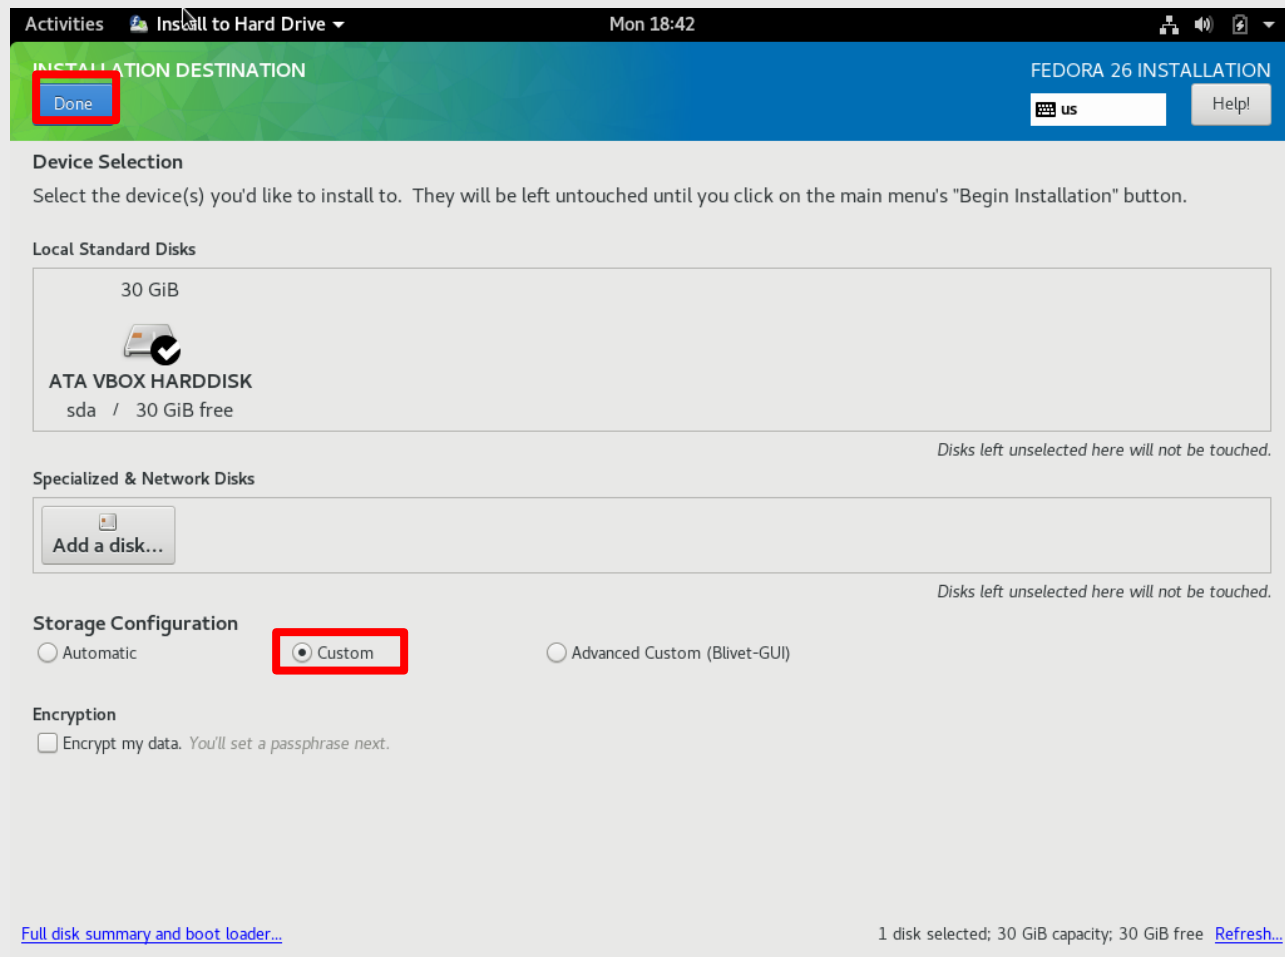 Activities Install to Hard Drive Mon 18:42
INSTALLATION DESTINATION FEDORA 26 INSTALLATION
Done us Help!
Device Selection
Select the device(s) you'd like to install to. They will be left untouched until you click on the main menu's "Begin Installation" button.
Local Standard Disks
30 GiB
ATA VBOX HARDDISK
sda / 30 GiB free
Disks left unselected here will not be touched.
Specialized & Network Disks
Add a disk...
Disks left unselected here will not be touched.
Storage Configuration
Automatic Custom Advanced Custom (Blivet-GUI)
Encryption
Encrypt my data. You'll set a passphrase next.
Full disk summary and boot loader... 1 disk selected; 30 GiB capacity; 30 GiB free Refresh...